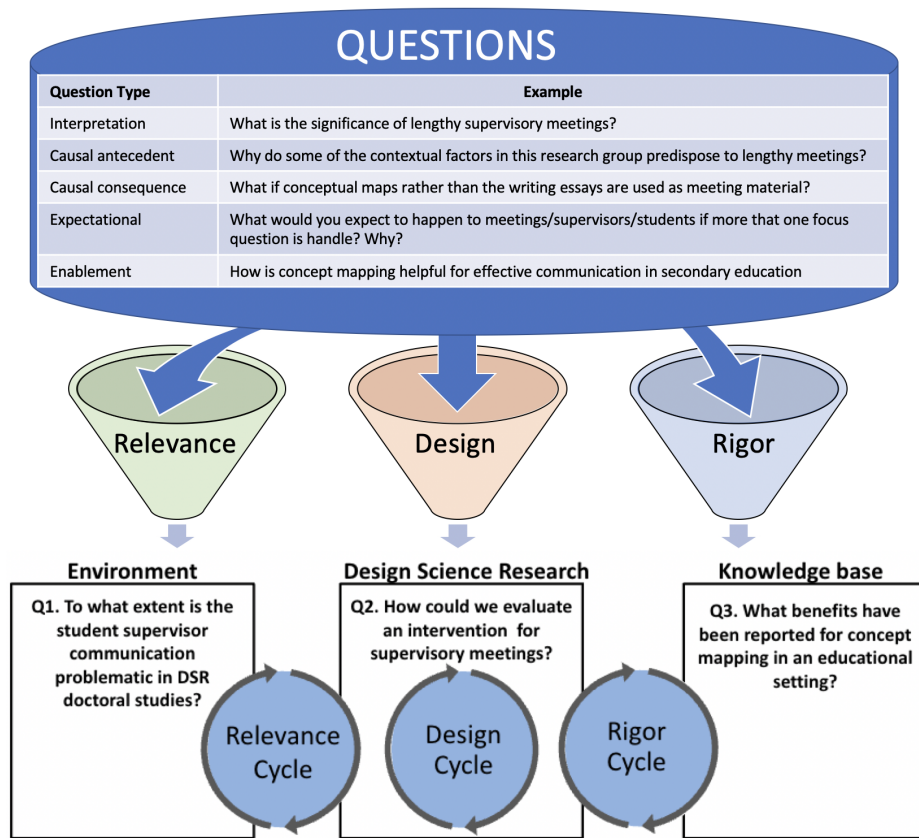 QUESTIONS
Question Type Example
Interpretation What is the significance of lengthy supervisory meetings?
Causal antecedent Why do some of the contextual factors in this research group predispose to lengthy meetings?
Causal consequence What if conceptual maps rather than the writing essays are used as meeting material?
Expectational What would you expect to happen to meetings/supervisors/students if more that one focus
question is handle? Why?
Enablement How is concept mapping helpful for effective communication in secondary education
Relevance
Design
Rigor
Environment
Q1. To what extent is the
student supervisor
communication
problematic in DSR
doctoral studies?
Design Science Research
Q2. How could we evaluate
an intervention for
supervisory meetings?
Knowledge base
Q3. What benefits have
been reported for concept
mapping in an educational
setting?
Relevance
Cycle
Design
Cycle
Rigor
Cycle